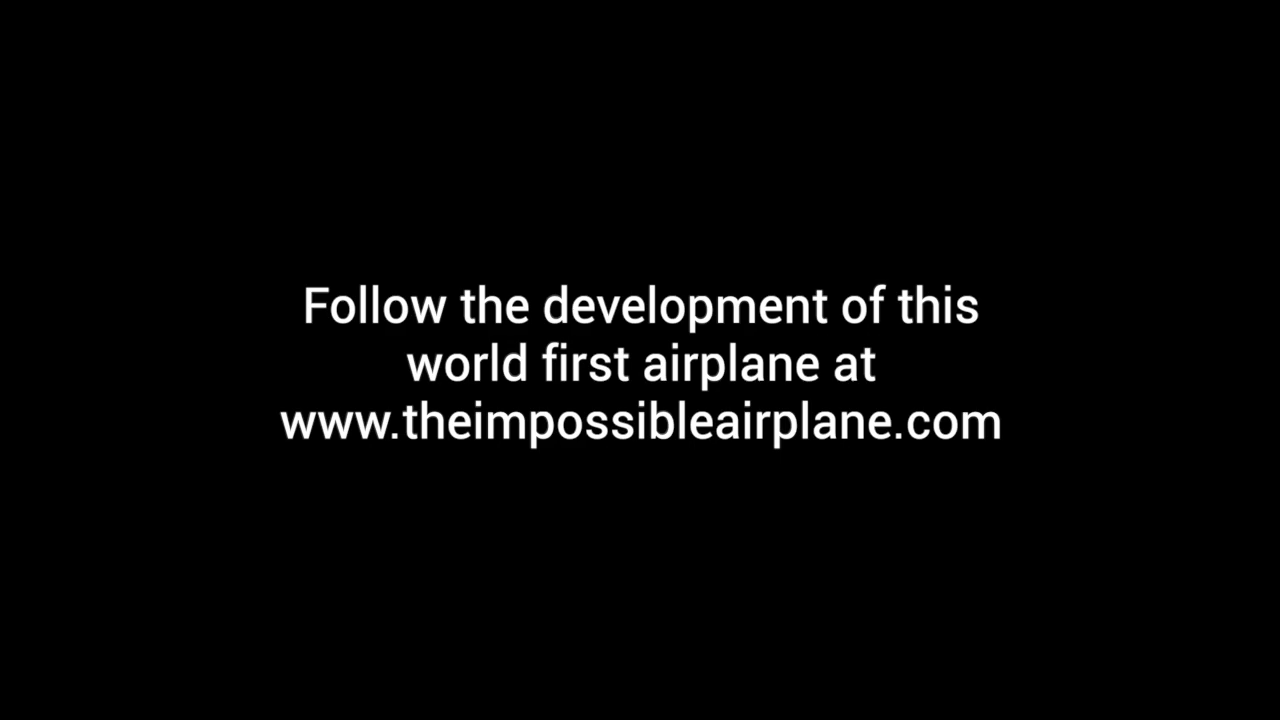 Follow the development of this
world first airplane at
www.theimpossibleairplane.com